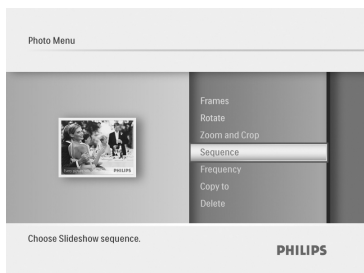 Photo Menu
Frames
Rotate
Zoom and Crop
Sequence
Frequency
Copy to
Delete
PHILIPS
Choose Slideshow sequence.
PHILIPS